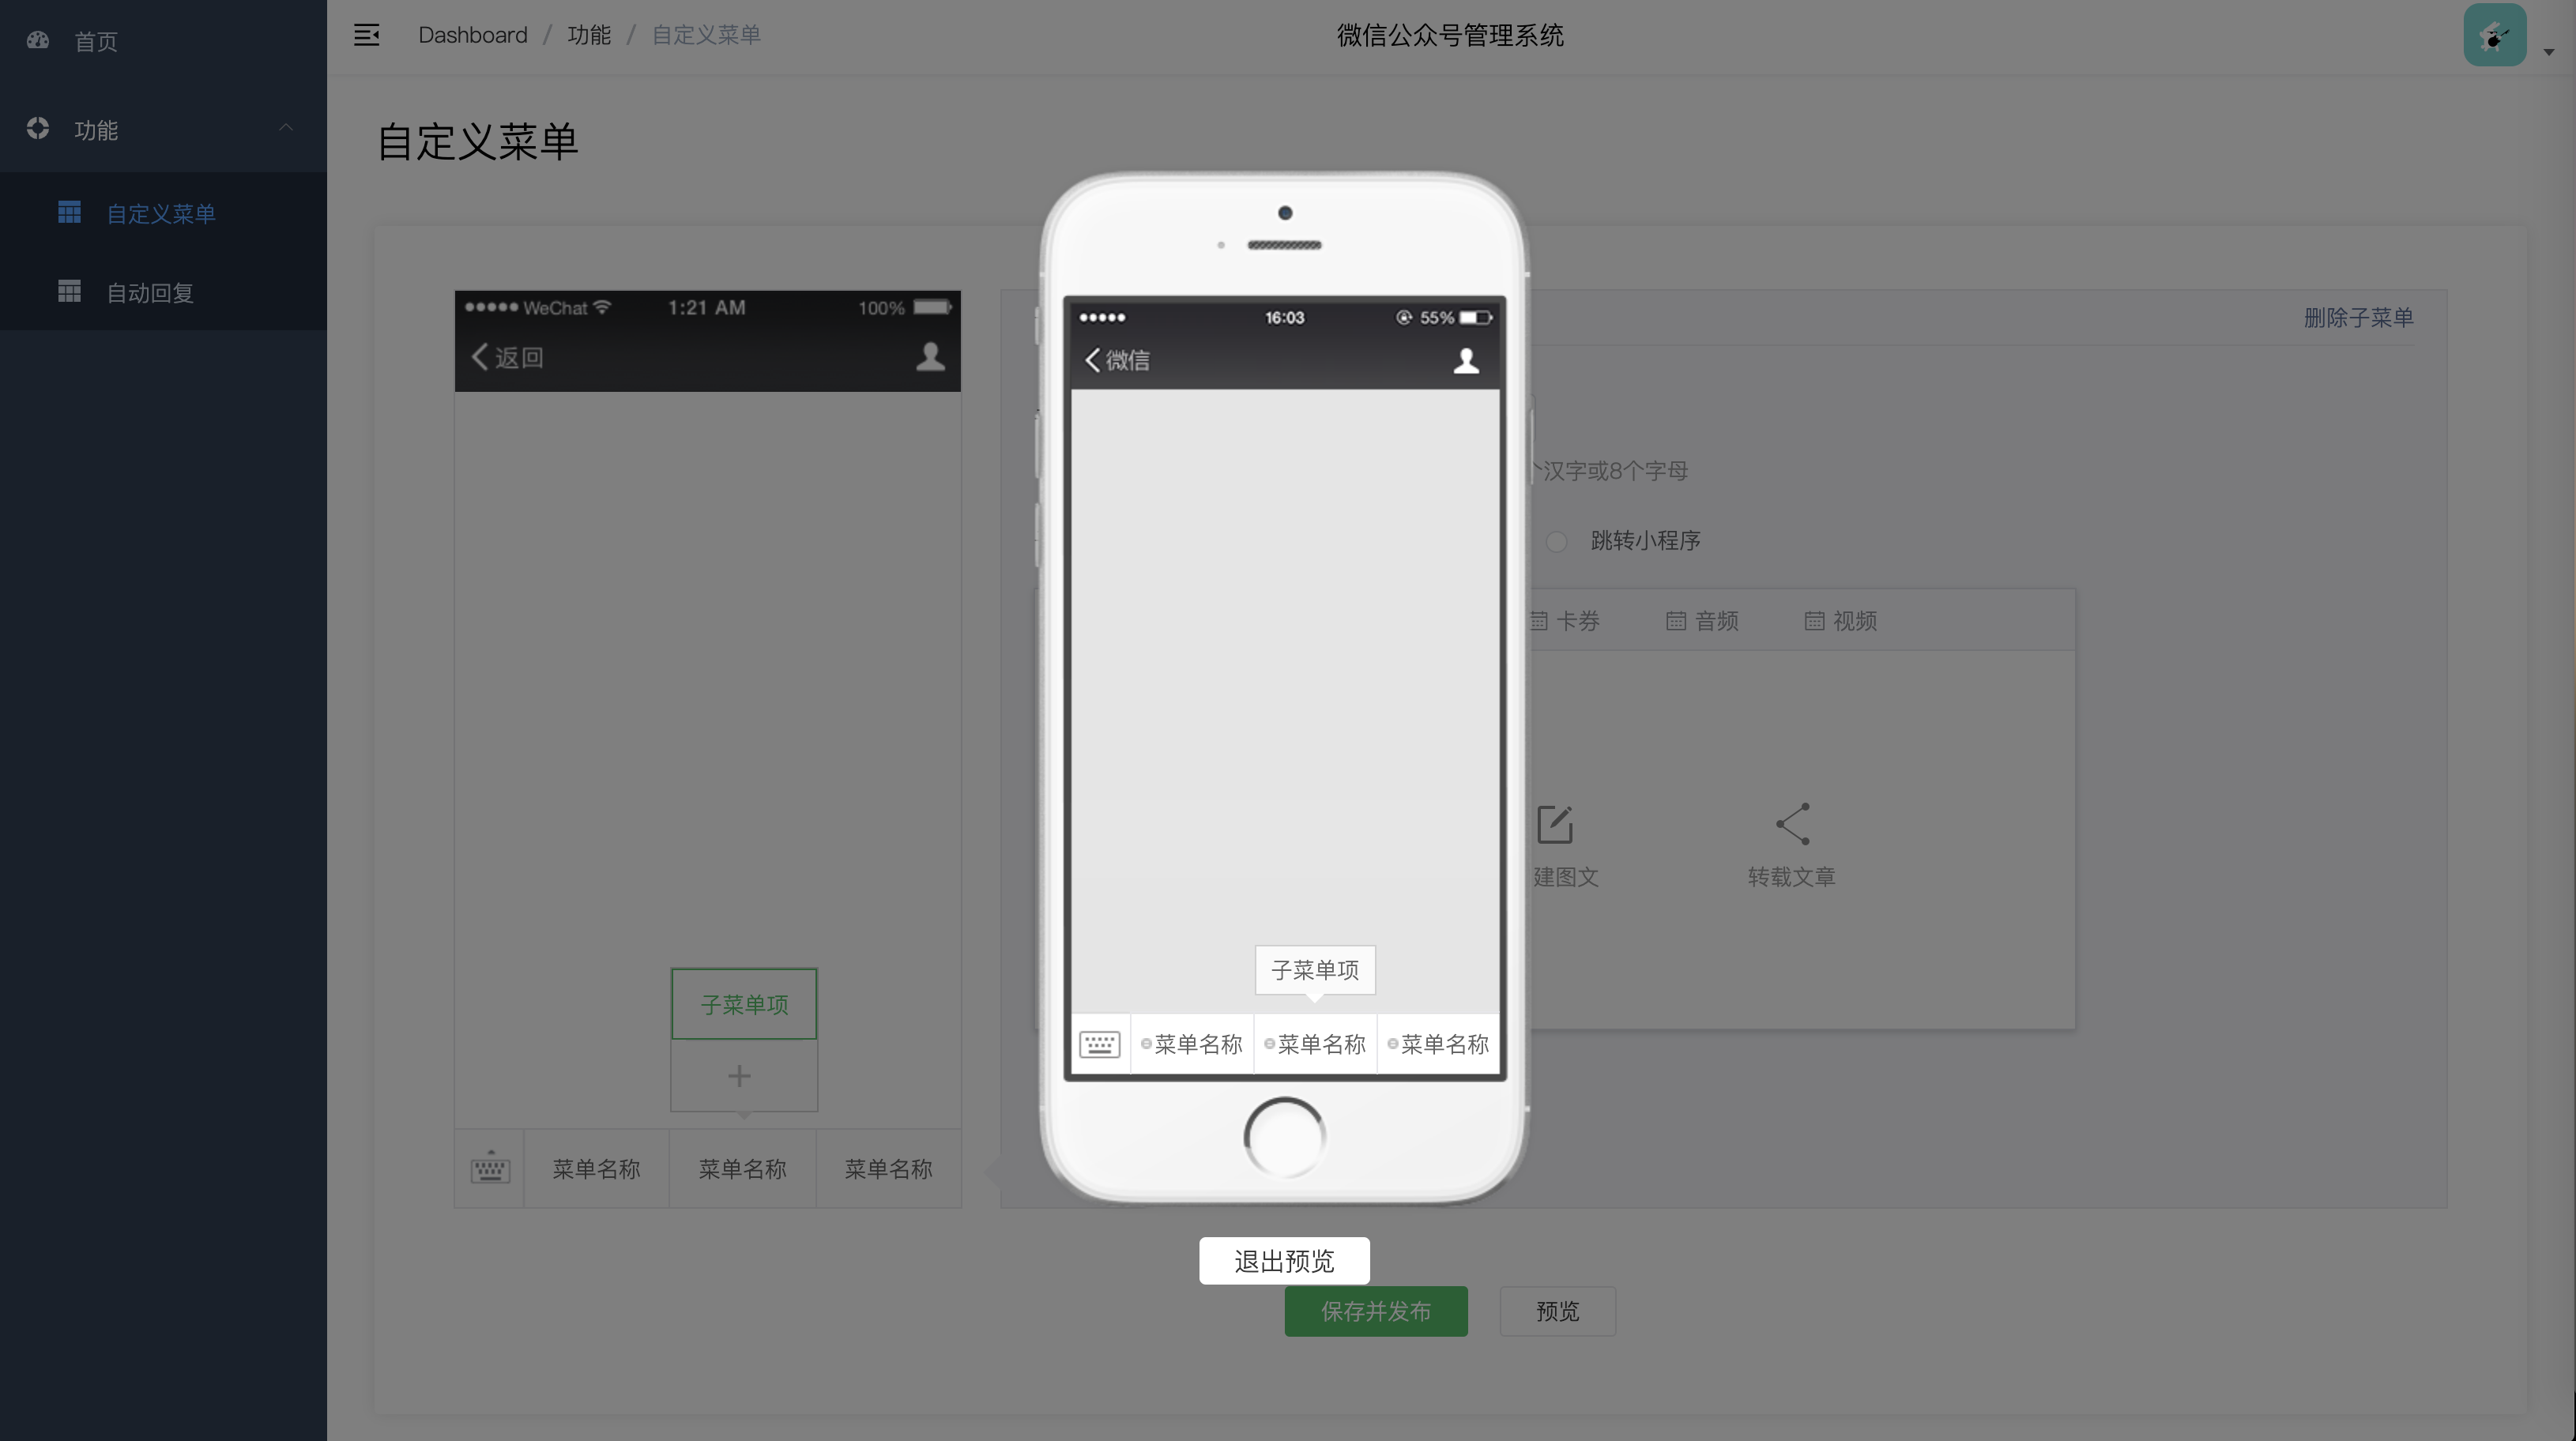 首页
功能
自定义菜单
自动回复
Dashboard / 功能 / 自定义菜单
微信公众号管理系统
自定义菜单
WeChat 1:21 AM 100%
返回
子菜单项
+
菜单名称 菜单名称 菜单名称
16:03 55%
微信
子菜单项
菜单名称 菜单名称 菜单名称
退出预览
删除子菜单
汉字或8个字母
跳转小程序
卡券 音频 视频
建图文 转载文章
保存并发布 预览